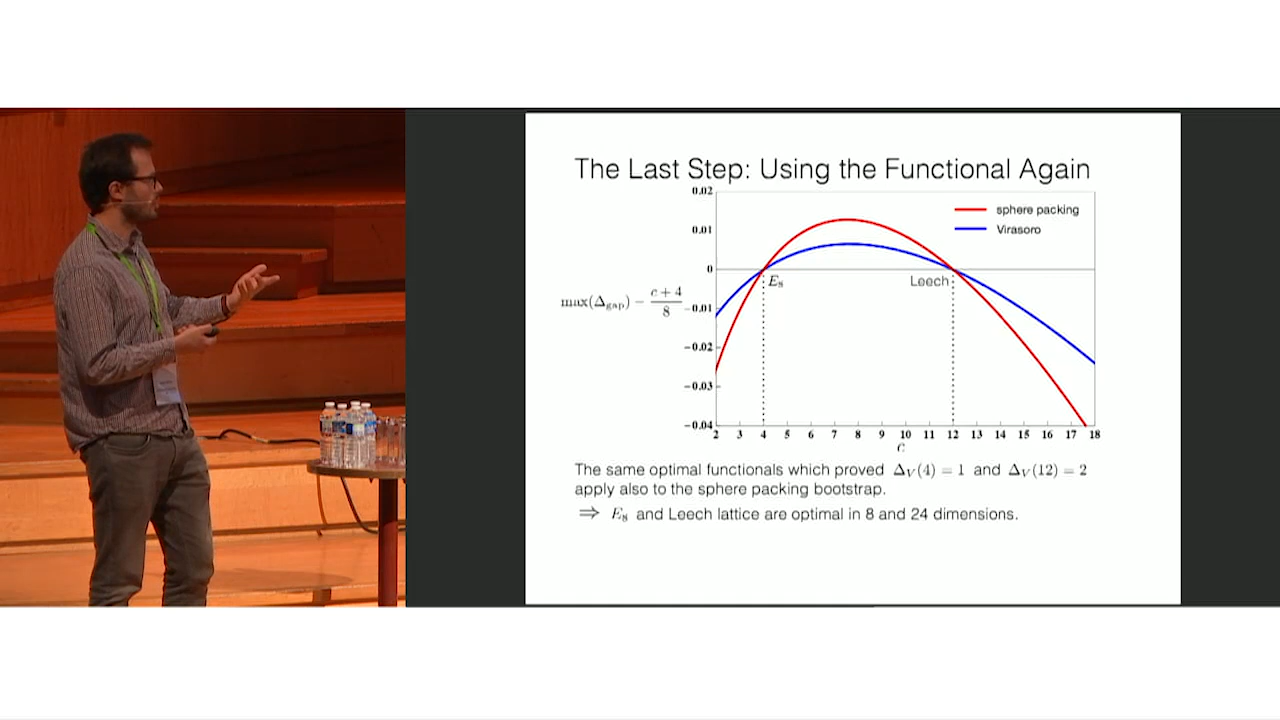 The Last Step: Using the Functional Again
0.02
0.01
0
−0.01
−0.02
−0.03
−0.04
max(Δgap) − (c + 4)/8
sphere packing
Virasoro
E₈
Leech
2 3 4 5 6 7 8 9 10 11 12 13 14 15 16 17 18
C
The same optimal functionals which proved Δ_V(4) = 1 and Δ_V(12) = 2
apply also to the sphere packing bootstrap.
⇒ E₈ and Leech lattice are optimal in 8 and 24 dimensions.